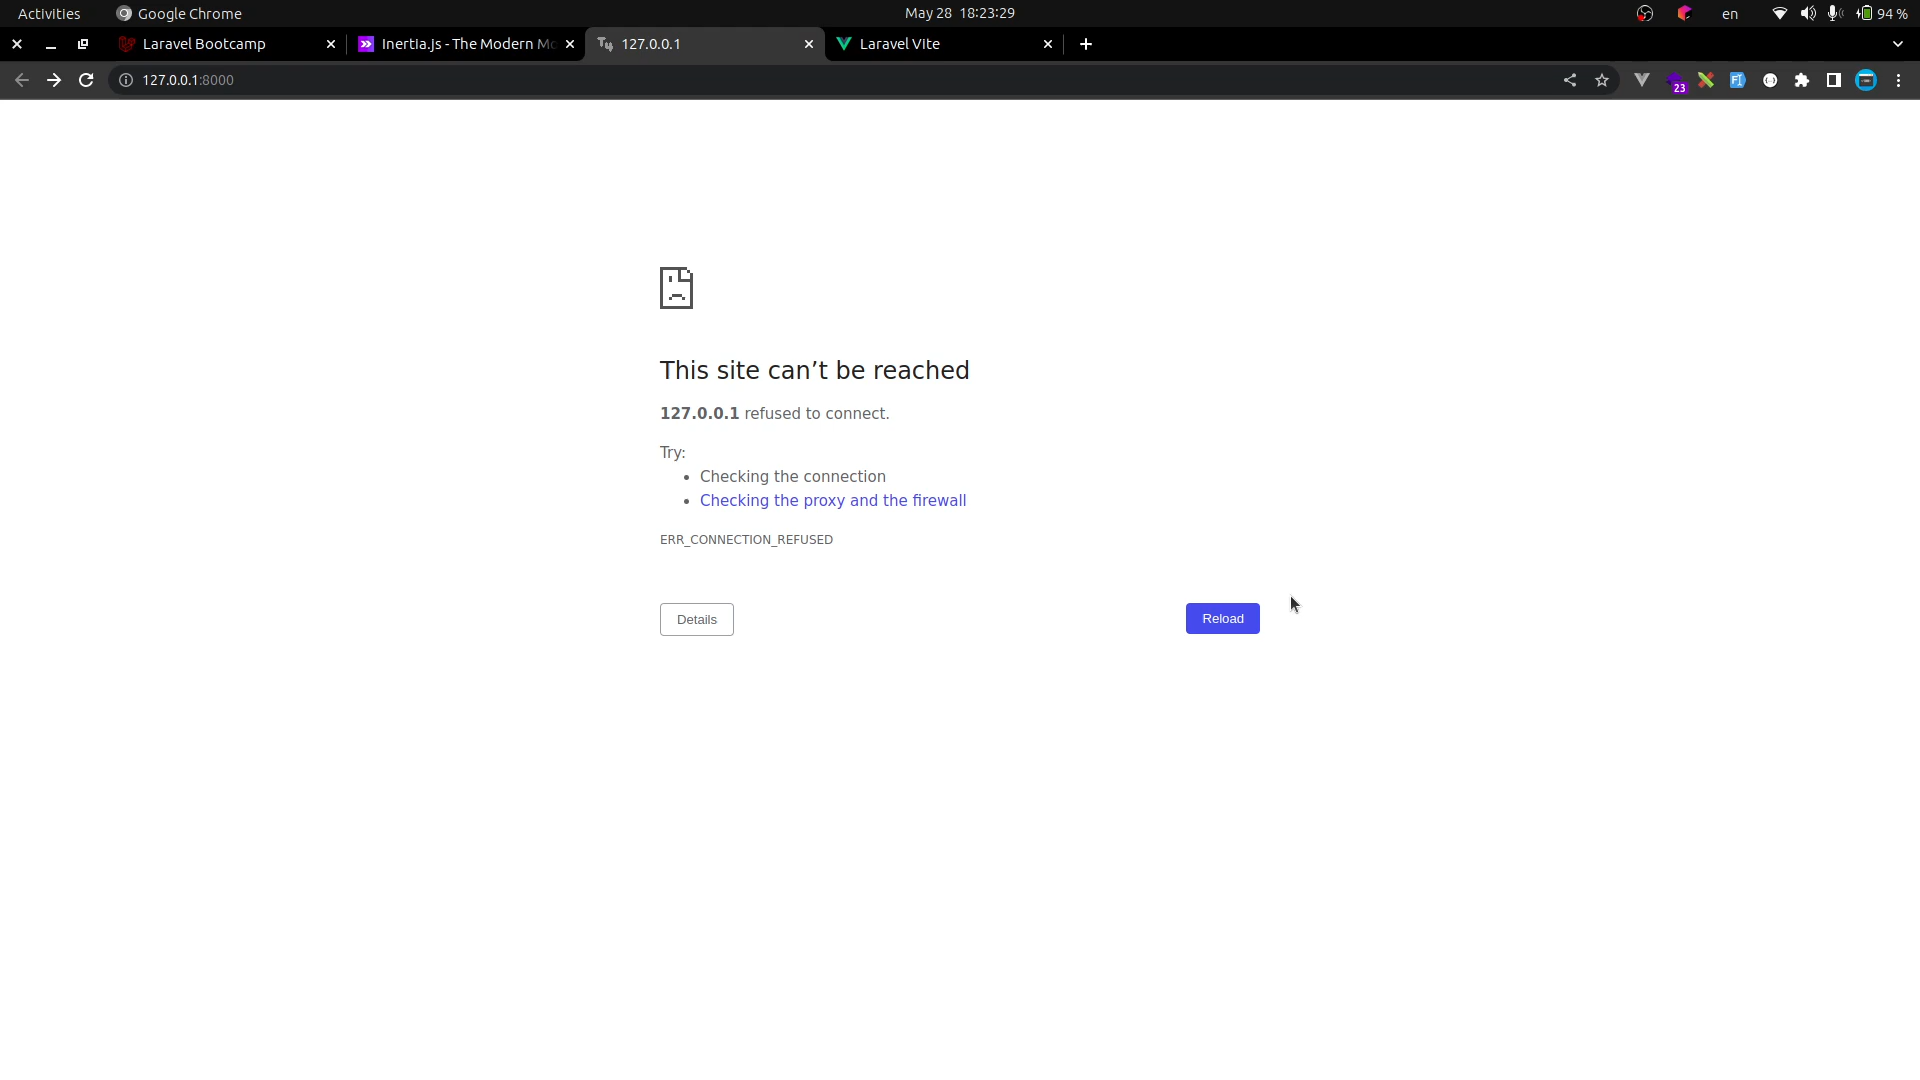 Activities
Google Chrome
May 28 18:23:29
en
94 %
Laravel Bootcamp
Inertia.js - The Modern Mo
127.0.0.1
Laravel Vite
127.0.0.1:8000
23
This site can’t be reached
127.0.0.1 refused to connect.
Try:
• Checking the connection
• Checking the proxy and the firewall
ERR_CONNECTION_REFUSED
Details
Reload